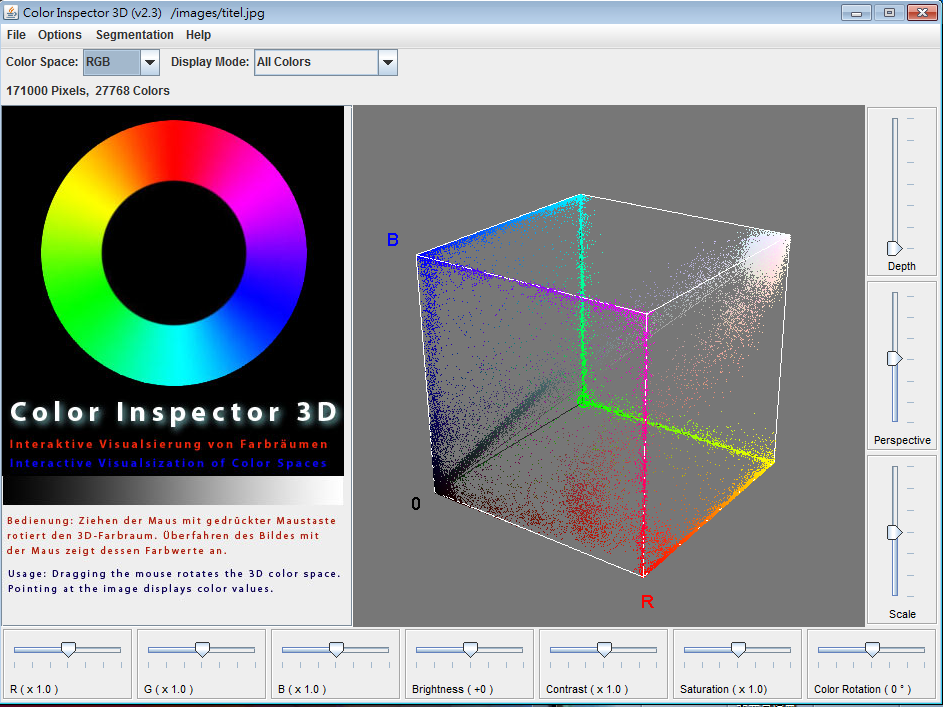 Color Inspector 3D (v2.3) /images/titel.jpg
File Options Segmentation Help
Color Space: RGB Display Mode: All Colors
171000 Pixels, 27768 Colors
Color Inspector 3D
Interaktive Visualsierung von Farbräumen
Interactive Visualsization of Color Spaces
Bedienung: Ziehen der Maus mit gedrückter Maustaste
rotiert den 3D-Farbraum. Überfahren des Bildes mit
der Maus zeigt dessen Farbwerte an.
Usage: Dragging the mouse rotates the 3D color space.
Pointing at the image displays color values.
B
0
R
Depth
Perspective
Scale
R ( x 1.0 )
G ( x 1.0 )
B ( x 1.0 )
Brightness ( +0 )
Contrast ( x 1.0 )
Saturation ( x 1.0)
Color Rotation ( 0 ° )